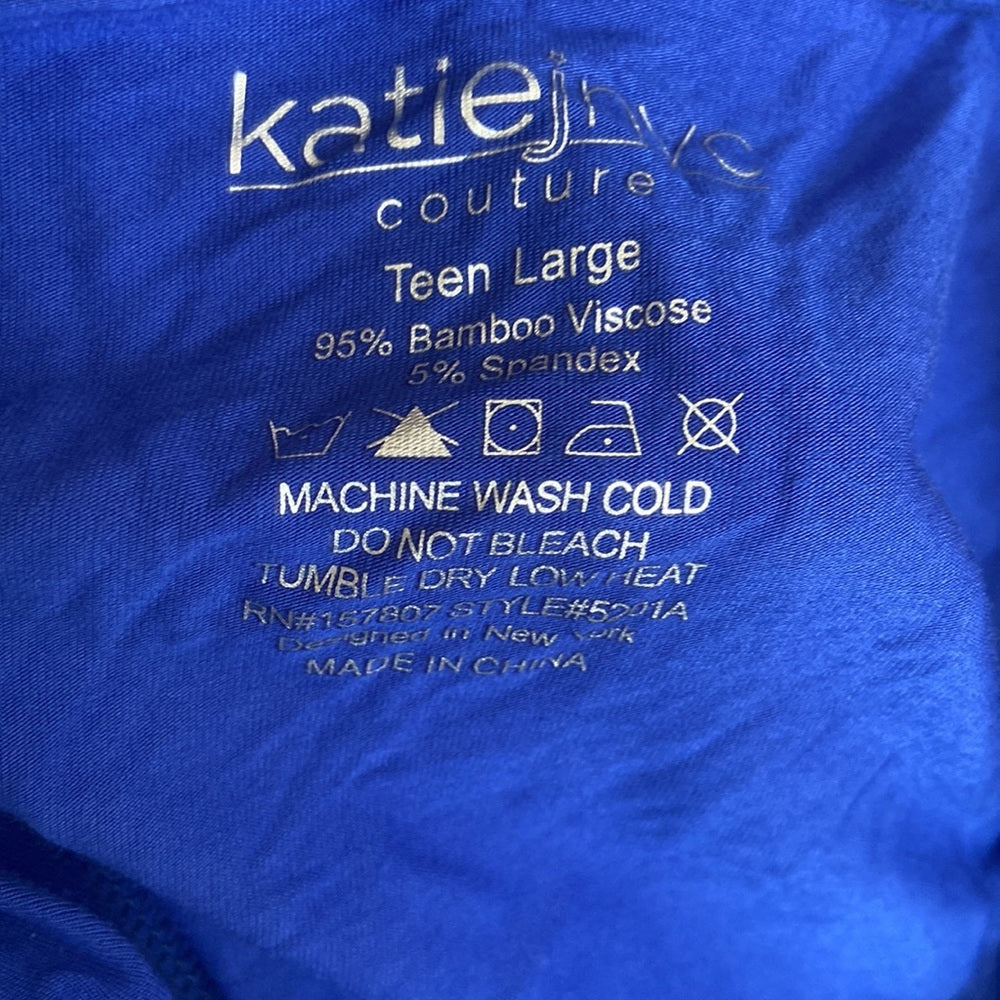 katiejnyc
couture
Teen Large
95% Bamboo Viscose
5% Spandex
MACHINE WASH COLD
DO NOT BLEACH
TUMBLE DRY LOW HEAT
RN#157807 STYLE#5201A
Designed in New York
MADE IN CHINA